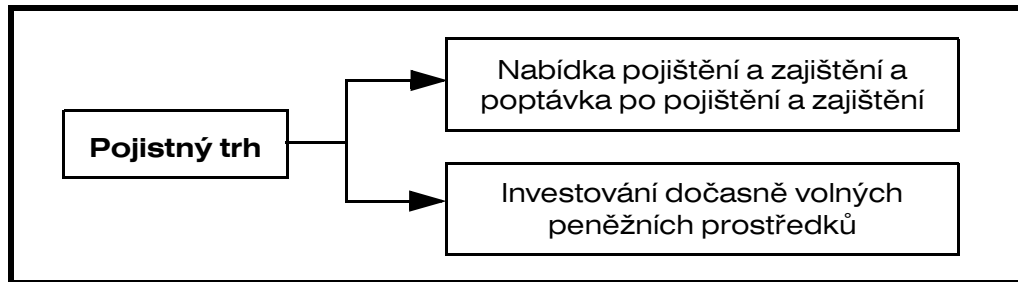 Nabídka pojištění a zajištění a
poptávka po pojištění a zajištění
Pojistný trh
Investování dočasně volných
peněžních prostředků